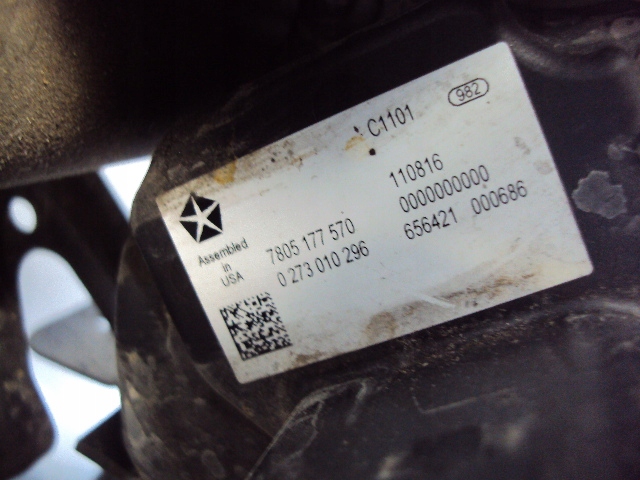 C1101 982
110816
0000000000
656421 000686
7805 177 570
0 273 010 296
Assembled
in
USA